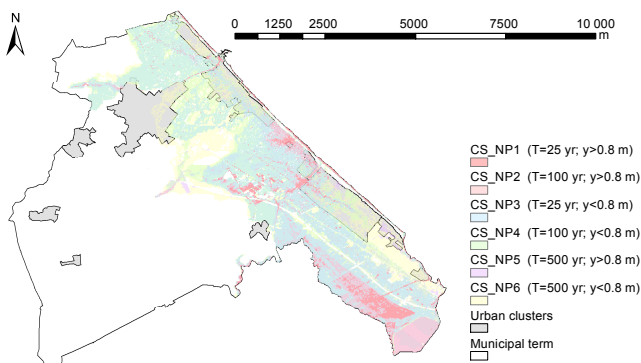 N
0 1250 2500 5000 7500 10 000
m
CS_NP1 (T=25 yr; y>0.8 m)
CS_NP2 (T=100 yr; y>0.8 m)
CS_NP3 (T=25 yr; y<0.8 m)
CS_NP4 (T=100 yr; y<0.8 m)
CS_NP5 (T=500 yr; y>0.8 m)
CS_NP6 (T=500 yr; y<0.8 m)
Urban clusters
Municipal term